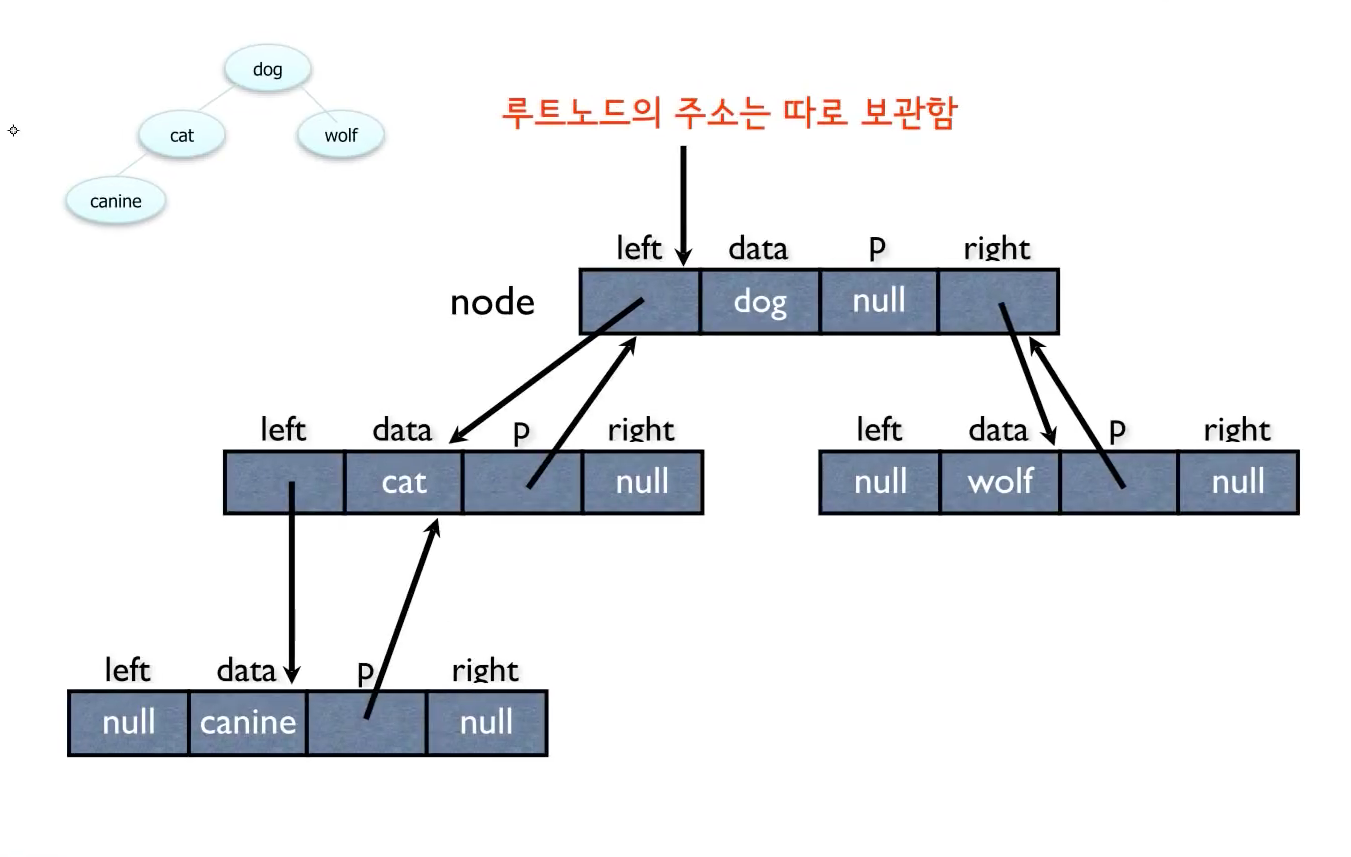 dog
cat
wolf
canine
루트노드의 주소는 따로 보관함
left data p right
node
dog null
left data p right
cat null
left data p right
null wolf null
left data p right
null canine null